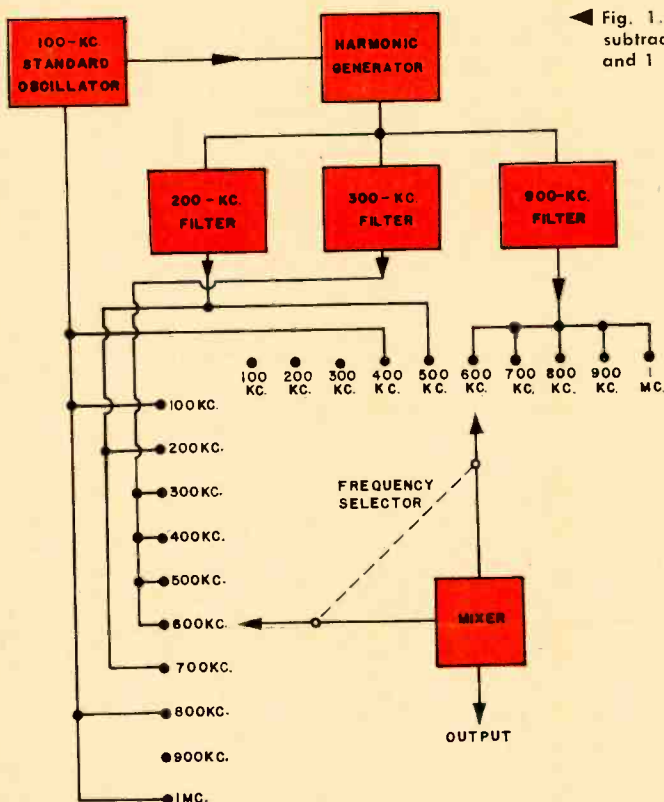 100-KC.
STANDARD
OSCILLATOR
HARMONIC
GENERATOR
Fig. 1.
subtrac
and 1
200-KC.
FILTER
300-KC.
FILTER
900-KC.
FILTER
100
KC.
200
KC.
300
KC.
400
KC.
500
KC.
600
KC.
700
KC.
800
KC.
900
KC.
1
MC.
100KC.
200KC.
300KC.
400KC.
500KC.
600KC.
700KC.
800KC.
900KC.
1MC.
FREQUENCY
SELECTOR
MIXER
OUTPUT